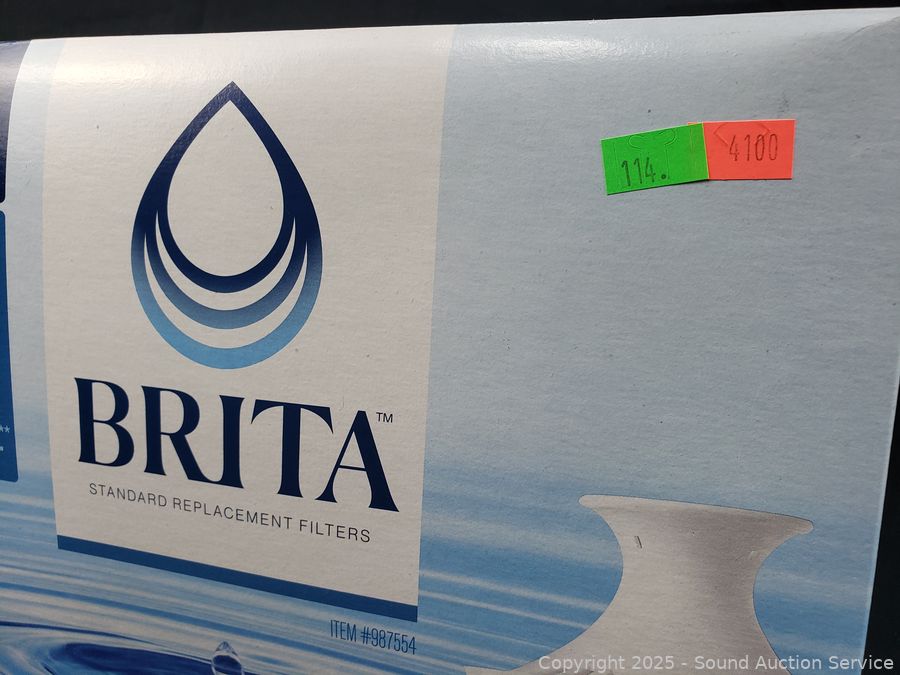 114.
4100
BRITA™
STANDARD REPLACEMENT FILTERS
ITEM #987554
**
Copyright 2025 - Sound Auction Service